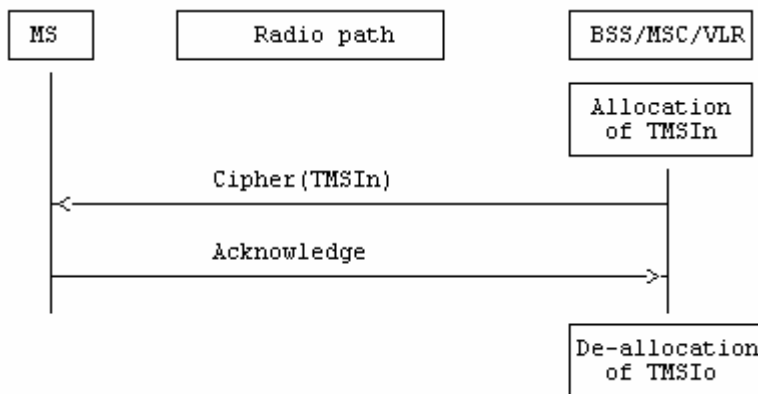 MS
Radio path
BSS/MSC/VLR
Allocation
of TMSIn
Cipher(TMSIn)
Acknowledge
De-allocation
of TMSIo